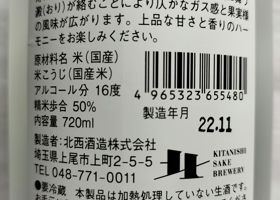 澱(おり)が絡むことにより仄かなガス感と果実様
の風味が広がります。上品な甘さと香りのハー
モニーをお楽しみください。
原材料名 米(国産)
米こうじ(国産米)
アルコール分 16度
精米歩合 50%
内容量 720ml
4 965323 655480
製造年月
22.11
製造者:北西酒造株式会社
埼玉県上尾市上町2-5-5
TEL 048-771-0011
KITANISHI
SAKE
BREWERY
●要冷蔵 本製品は加熱処理していない生酒です。